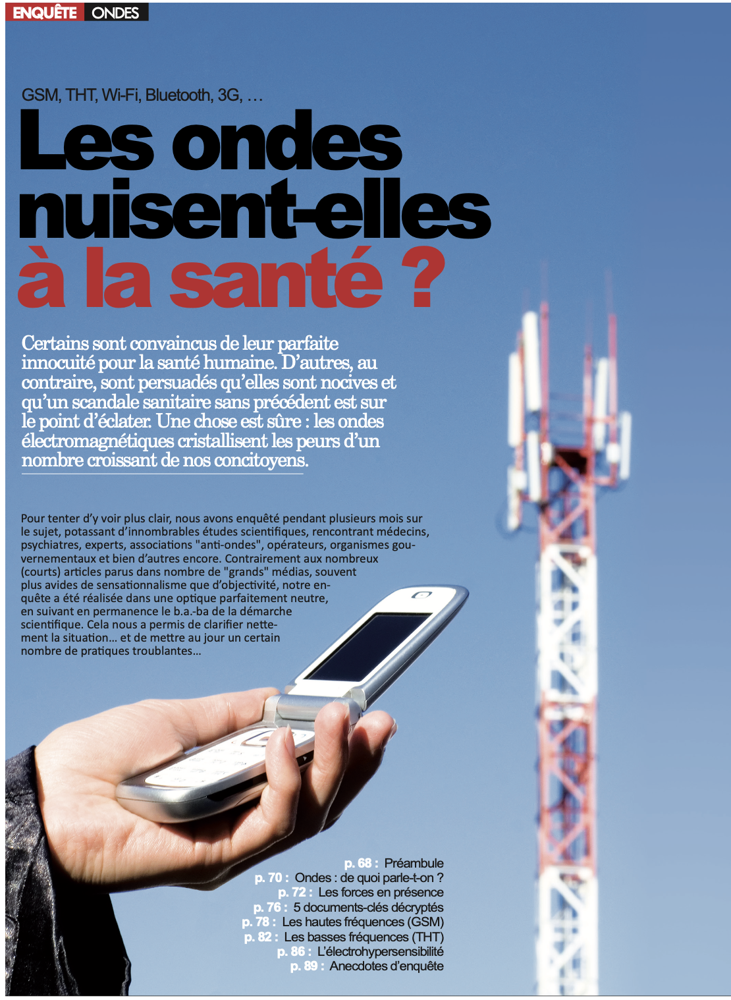 ENQUÊTE ONDES
GSM, THT, Wi-Fi, Bluetooth, 3G, …
Les ondes
nuisent-elles
à la santé ?
Certains sont convaincus de leur parfaite
innocuité pour la santé humaine. D’autres, au
contraire, sont persuadés qu’elles sont nocives et
qu’un scandale sanitaire sans précédent est sur
le point d’éclater. Une chose est sûre : les ondes
électromagnétiques cristallisent les peurs d’un
nombre croissant de nos concitoyens.
Pour tenter d’y voir plus clair, nous avons enquêté pendant plusieurs mois sur
le sujet, potassant d’innombrables études scientifiques, rencontrant médecins,
psychiatres, experts, associations "anti-ondes", opérateurs, organismes gou-
vernementaux et bien d’autres encore. Contrairement aux nombreux
(courts) articles parus dans nombre de "grands" médias, souvent
plus avides de sensationnalisme que d’objectivité, notre en-
quête a été réalisée dans une optique parfaitement neutre,
en suivant en permanence le b.a.-ba de la démarche
scientifique. Cela nous a permis de clarifier nette-
ment la situation… et de mettre au jour un certain
nombre de pratiques troublantes…
p. 68 : Préambule
p. 70 : Ondes : de quoi parle-t-on ?
p. 72 : Les forces en présence
p. 76 : 5 documents-clés décryptés
p. 78 : Les hautes fréquences (GSM)
p. 82 : Les basses fréquences (THT)
p. 86 : L’électrohypersensibilité
p. 89 : Anecdotes d’enquête